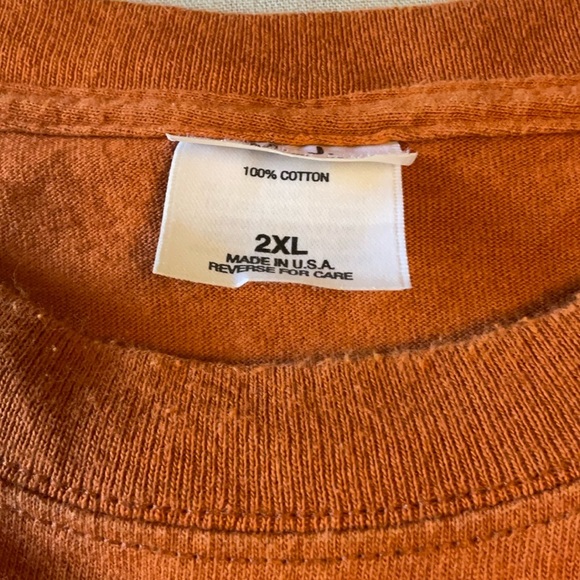 100% COTTON
2XL
MADE IN U.S.A.
REVERSE FOR CARE